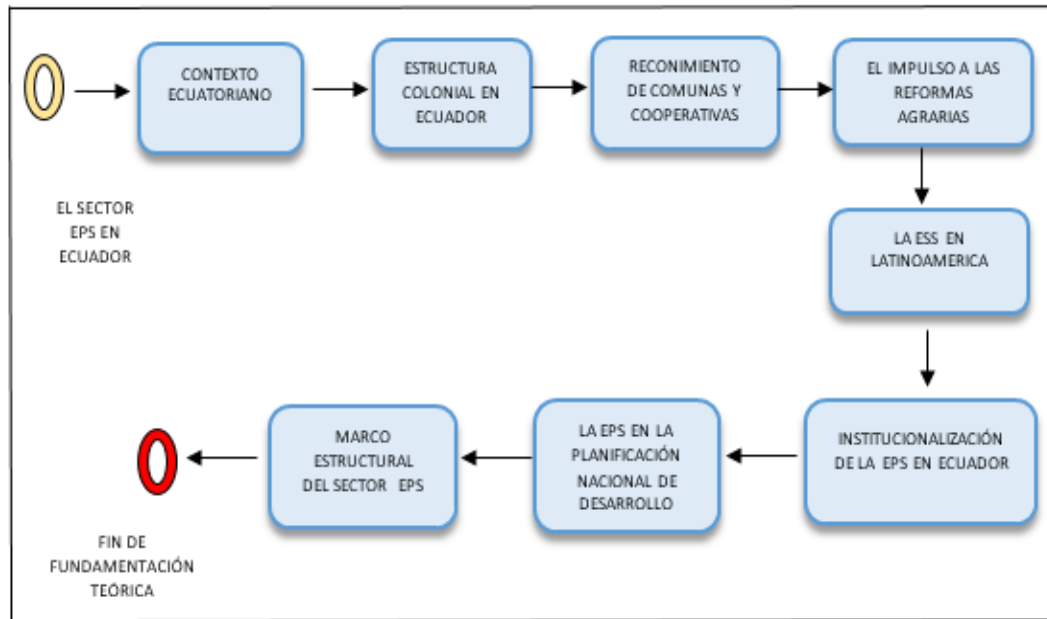 CONTEXTO
ECUATORIANO
ESTRUCTURA
COLONIAL EN
ECUADOR
RECONIMIENTO
DE COMUNAS Y
COOPERATIVAS
EL IMPULSO A LAS
REFORMAS
AGRARIAS
EL SECTOR
EPS EN
ECUADOR
LA ESS EN
LATINOAMERICA
INSTITUCIONALIZACIÓN
DE LA EPS EN ECUADOR
LA EPS EN LA
PLANIFICACIÓN
NACIONAL DE
DESARROLLO
MARCO
ESTRUCTURAL
DEL SECTOR EPS
FIN DE
FUNDAMENTACIÓN
TEÓRICA